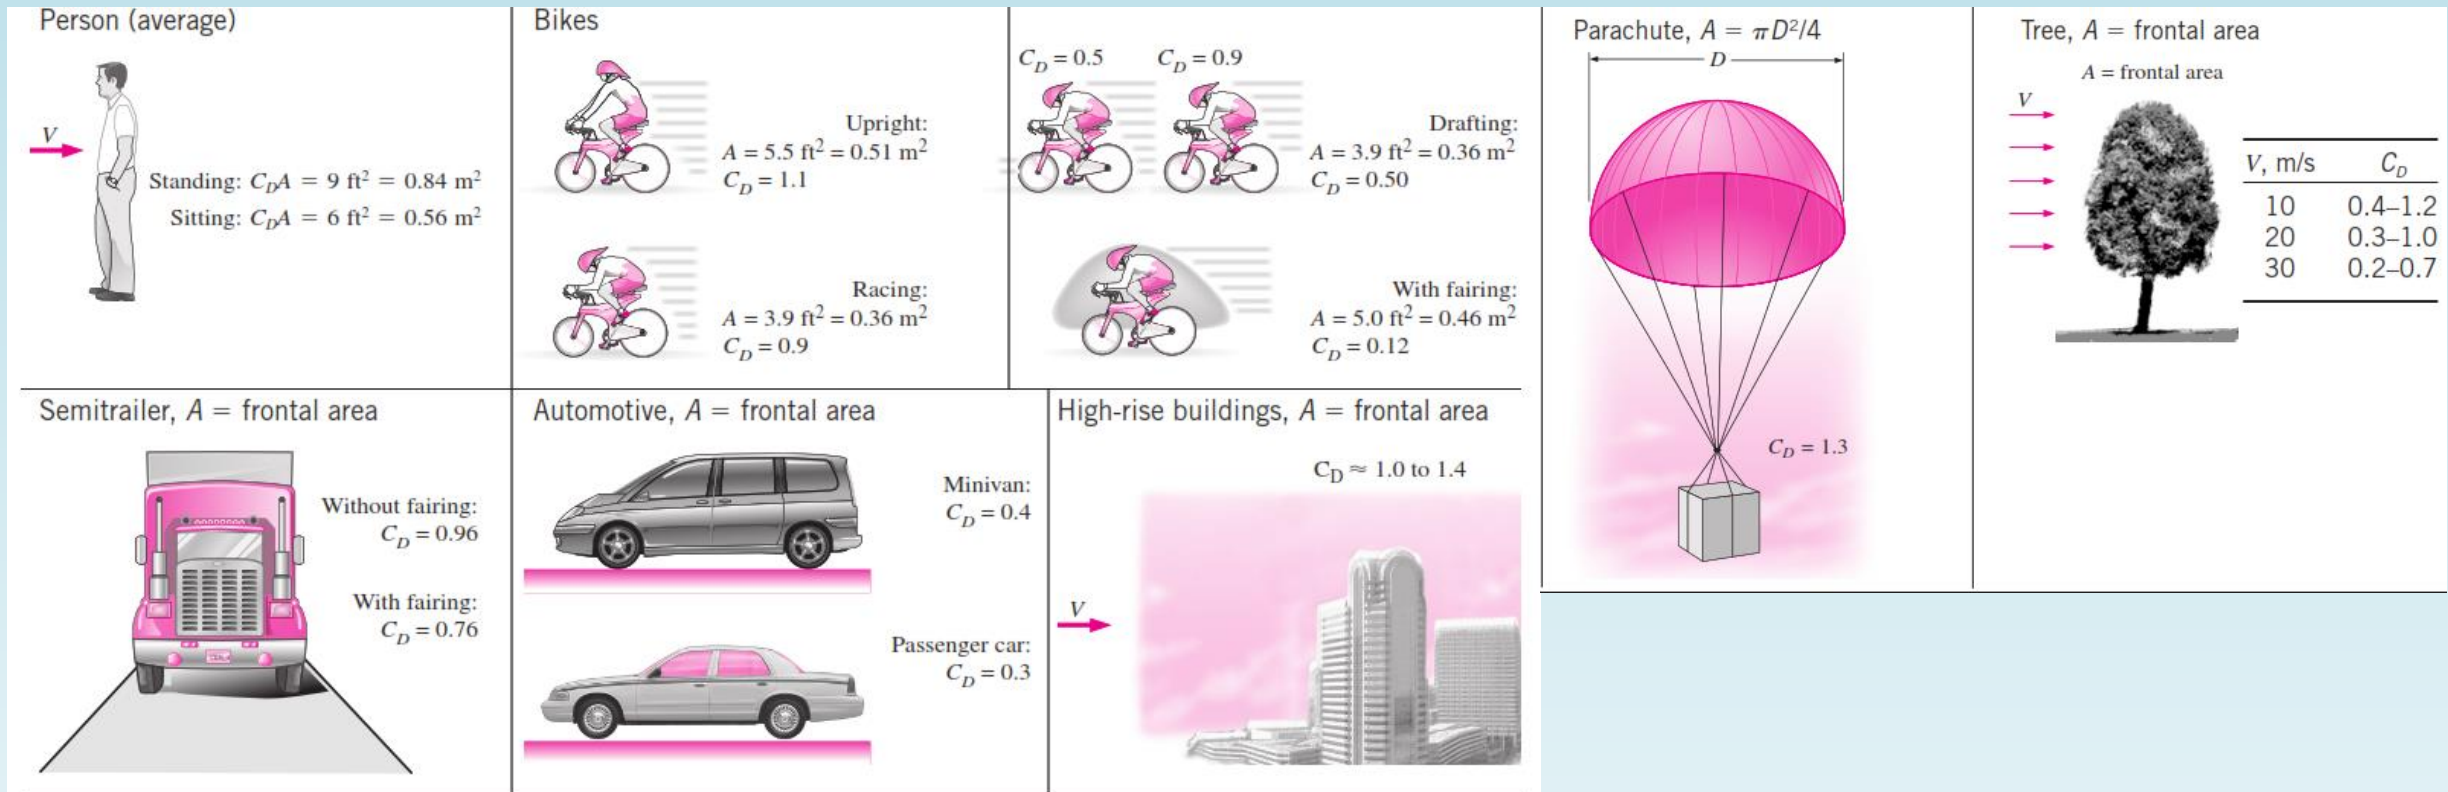 Person (average)
V
Standing: C_DA = 9 ft² = 0.84 m²
Sitting: C_DA = 6 ft² = 0.56 m²
Bikes
Upright:
A = 5.5 ft² = 0.51 m²
C_D = 1.1
Racing:
A = 3.9 ft² = 0.36 m²
C_D = 0.9
C_D = 0.5 C_D = 0.9
Drafting:
A = 3.9 ft² = 0.36 m²
C_D = 0.50
With fairing:
A = 5.0 ft² = 0.46 m²
C_D = 0.12
Parachute, A = πD²/4
D
C_D = 1.3
Tree, A = frontal area
A = frontal area
V
V, m/s C_D
10 0.4–1.2
20 0.3–1.0
30 0.2–0.7
Semitrailer, A = frontal area
Without fairing:
C_D = 0.96
With fairing:
C_D = 0.76
Automotive, A = frontal area
Minivan:
C_D = 0.4
Passenger car:
C_D = 0.3
High-rise buildings, A = frontal area
C_D ≈ 1.0 to 1.4
V